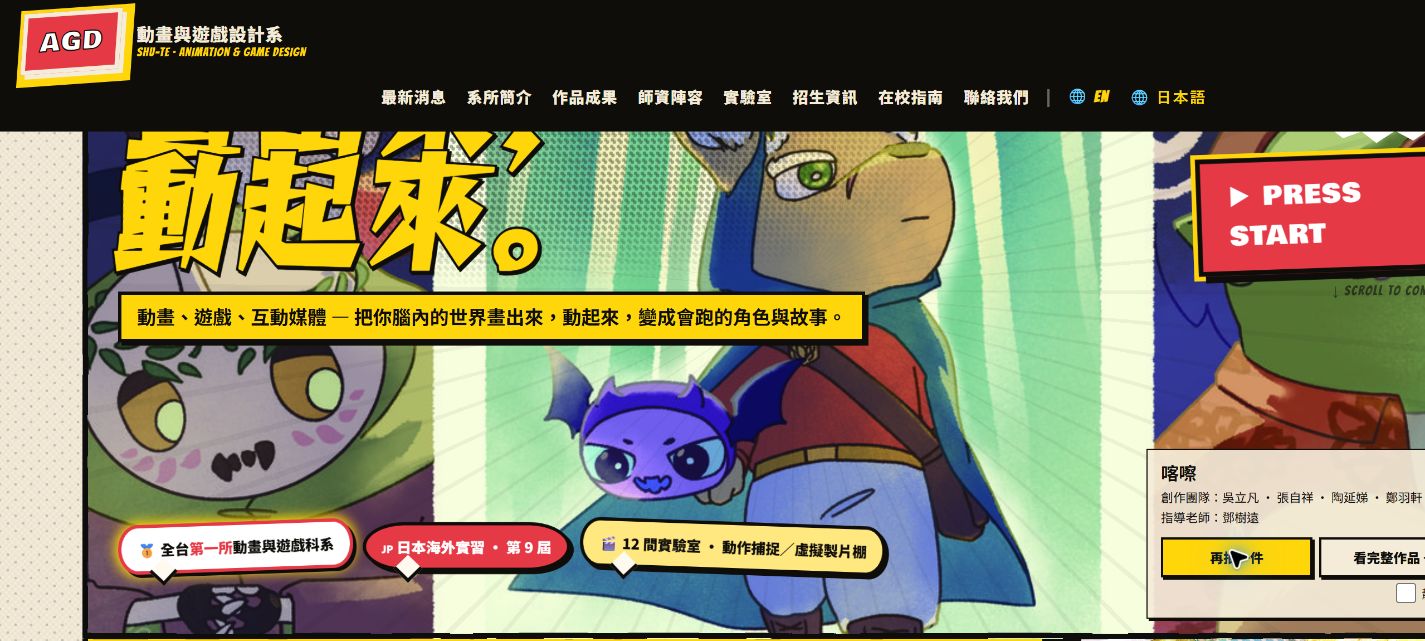 AGD
動畫與遊戲設計系
SHU-TE · ANIMATION & GAME DESIGN
最新消息 系所簡介 作品成果 師資陣容 實驗室 招生資訊 在校指南 聯絡我們 | EN 日本語
動起來。
動畫、遊戲、互動媒體 — 把你腦內的世界畫出來，動起來，變成會跑的角色與故事。
🏅 全台第一所動畫與遊戲科系
JP 日本海外實習 · 第 9 屆
🎬 12 間實驗室 · 動作捕捉／虛擬製片棚
▶ PRESS
START
↓ SCROLL TO CON
喀嚓
創作團隊：吳立凡 · 張自祥 · 陶延娣 · 鄭羽軒
指導老師：鄧樹遠
再 件
看完整作品